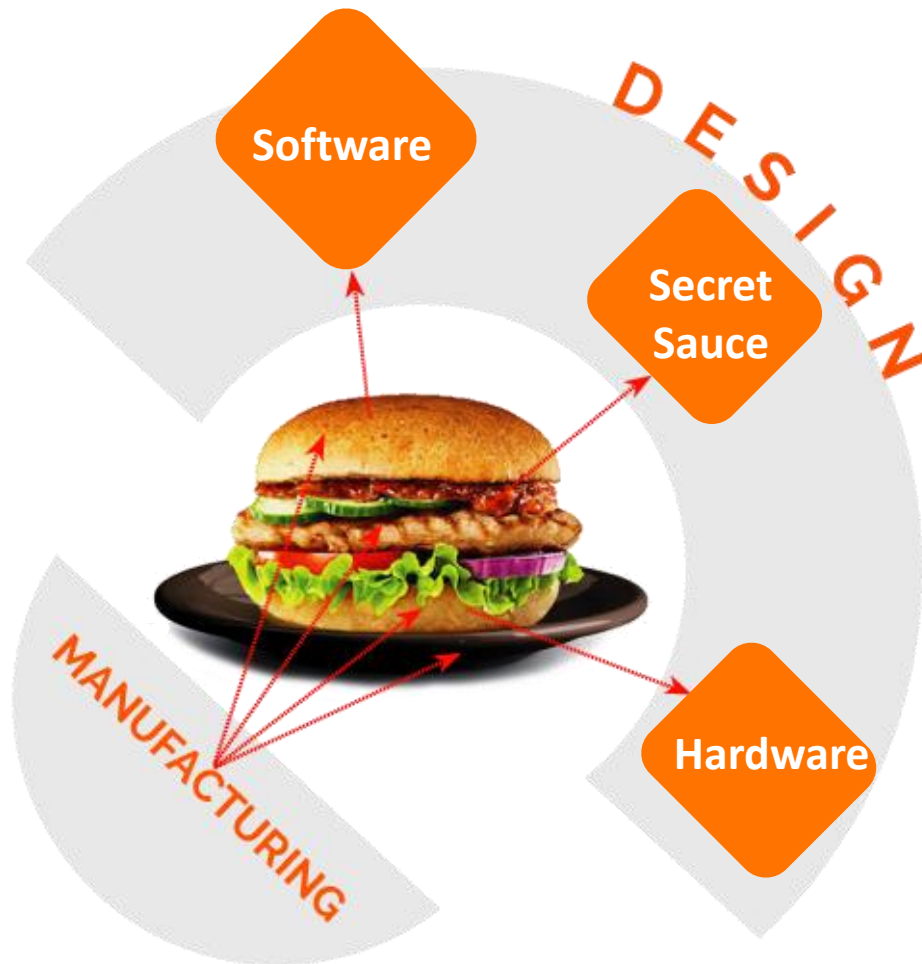 DESIGN
Software
Secret
Sauce
Hardware
MANUFACTURING